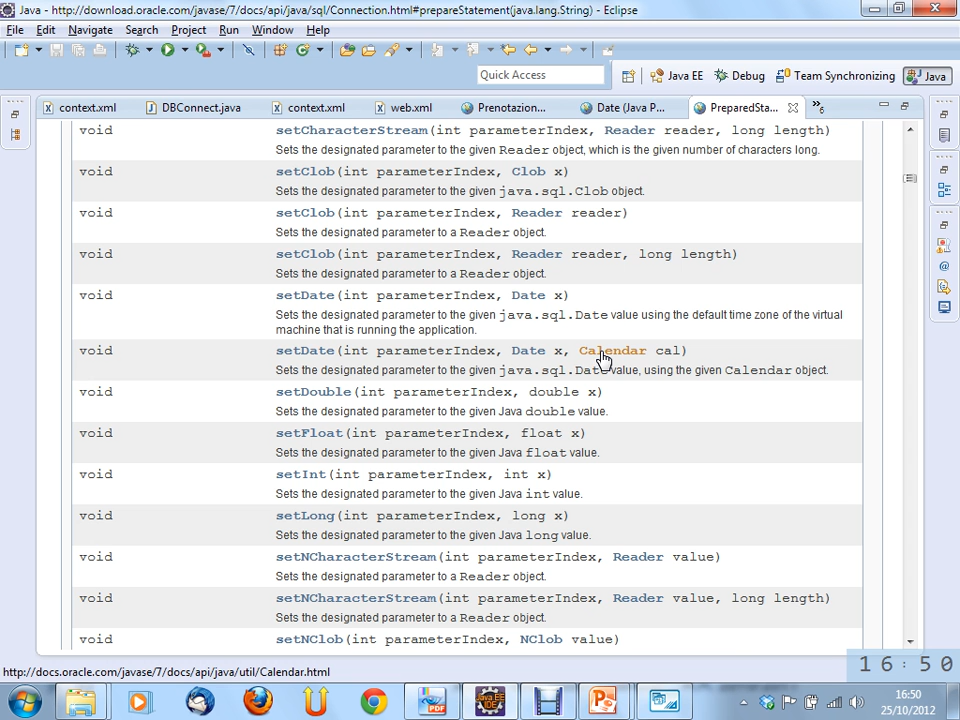 Java - http://download.oracle.com/javase/7/docs/api/java/sql/Connection.html#prepareStatement(java.lang.String) - Eclipse
File Edit Navigate Search Project Run Window Help
Quick Access Java EE Debug Team Synchronizing Java
context.xml DBConnect.java context.xml web.xml Prenotazion... Date (Java P... PreparedSta... »6
void setCharacterStream(int parameterIndex, Reader reader, long length)
Sets the designated parameter to the given Reader object, which is the given number of characters long.
void setClob(int parameterIndex, Clob x)
Sets the designated parameter to the given java.sql.Clob object.
void setClob(int parameterIndex, Reader reader)
Sets the designated parameter to a Reader object.
void setClob(int parameterIndex, Reader reader, long length)
Sets the designated parameter to a Reader object.
void setDate(int parameterIndex, Date x)
Sets the designated parameter to the given java.sql.Date value using the default time zone of the virtual
machine that is running the application.
void setDate(int parameterIndex, Date x, Calendar cal)
Sets the designated parameter to the given java.sql.Date value, using the given Calendar object.
void setDouble(int parameterIndex, double x)
Sets the designated parameter to the given Java double value.
void setFloat(int parameterIndex, float x)
Sets the designated parameter to the given Java float value.
void setInt(int parameterIndex, int x)
Sets the designated parameter to the given Java int value.
void setLong(int parameterIndex, long x)
Sets the designated parameter to the given Java long value.
void setNCharacterStream(int parameterIndex, Reader value)
Sets the designated parameter to a Reader object.
void setNCharacterStream(int parameterIndex, Reader value, long length)
Sets the designated parameter to a Reader object.
void setNClob(int parameterIndex, NClob value)
http://docs.oracle.com/javase/7/docs/api/java/util/Calendar.html
16:50
PDF
Java EE
IDE
16:50
25/10/2012